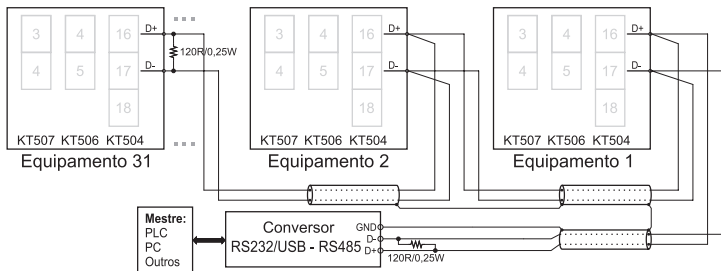 3 4 16 D+
120R/0,25W
4 5 17 D-
18
KT507 KT506 KT504
Equipamento 31
3 4 16 D+
4 5 17 D-
18
KT507 KT506 KT504
Equipamento 2
3 4 16 D+
4 5 17 D-
18
KT507 KT506 KT504
Equipamento 1
Mestre:
PLC
PC
Outros
Conversor
RS232/USB - RS485
GND
D-
D+
120R/0,25W